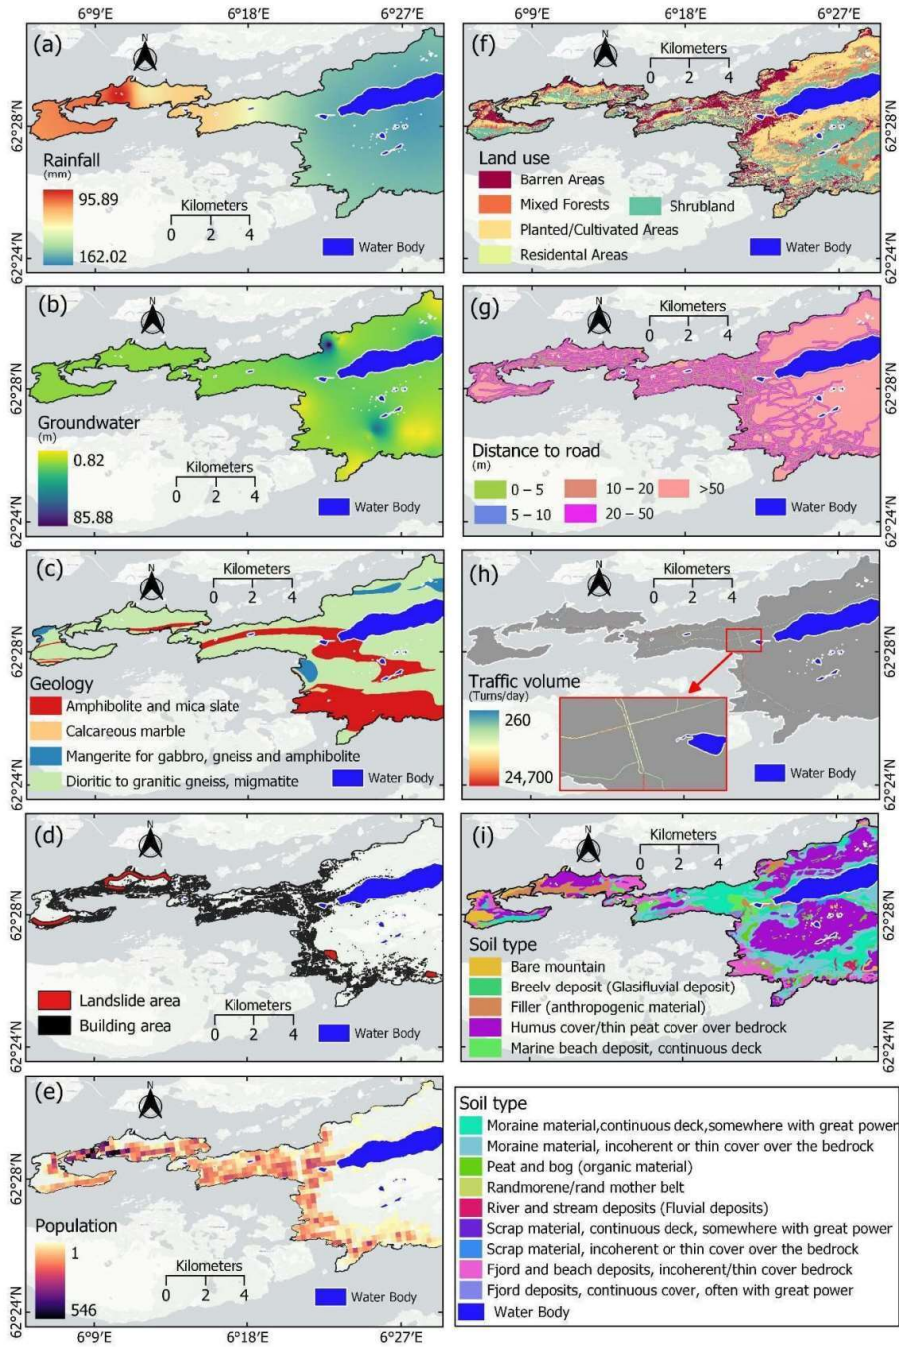 6°9′E 6°18′E 6°27′E 6°9′E 6°18′E 6°27′E
(a)
N
Rainfall
(mm)
95.89
162.02
Kilometers
0 2 4
Water Body
62°28′N
62°24′N
(f)
N
Kilometers
0 2 4
Land use
Barren Areas
Mixed Forests
Shrubland
Planted/Cultivated Areas
Residental Areas
Water Body
62°28′N
62°24′N
(b)
N
Groundwater
(m)
0.82
85.88
Kilometers
0 2 4
Water Body
62°28′N
62°24′N
(g)
N
Kilometers
0 2 4
Distance to road
(m)
0 – 5 10 – 20 >50
5 – 10 20 – 50
Water Body
62°28′N
62°24′N
(c)
N
Kilometers
0 2 4
Geology
Amphibolite and mica slate
Calcareous marble
Mangerite for gabbro, gneiss and amphibolite
Dioritic to granitic gneiss, migmatite
Water Body
62°28′N
62°24′N
(h)
N
Kilometers
0 2 4
Traffic volume
(Turns/day)
260
24,700
Water Body
62°28′N
62°24′N
(d)
N
Landslide area
Building area
Kilometers
0 2 4
Water Body
62°28′N
62°24′N
(i)
N
Kilometers
0 2 4
Soil type
Bare mountain
Breelv deposit (Glasifluvial deposit)
Filler (anthropogenic material)
Humus cover/thin peat cover over bedrock
Marine beach deposit, continuous deck
62°28′N
62°24′N
(e)
N
Population
1
546
Kilometers
0 2 4
Water Body
62°28′N
62°24′N
6°9′E 6°18′E 6°27′E
Soil type
Moraine material,continuous deck,somewhere with great power
Moraine material, incoherent or thin cover over the bedrock
Peat and bog (organic material)
Randmorene/rand mother belt
River and stream deposits (Fluvial deposits)
Scrap material, continuous deck, somewhere with great power
Scrap material, incoherent or thin cover over the bedrock
Fjord and beach deposits, incoherent/thin cover bedrock
Fjord deposits, continuous cover, often with great power
Water Body